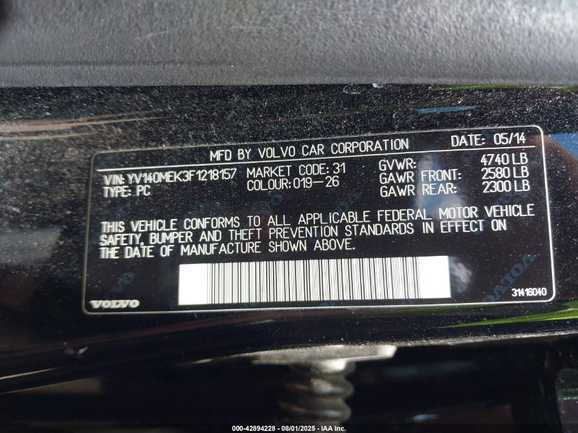 MFD BY VOLVO CAR CORPORATION DATE: 05/14
VIN: YV140MEK3F1218157 MARKET CODE: 31 GVWR: 4740 LB
TYPE: PC COLOUR: 019-26 GAWR FRONT: 2580 LB
GAWR REAR: 2300 LB
THIS VEHICLE CONFORMS TO ALL APPLICABLE FEDERAL MOTOR VEHICLE
SAFETY, BUMPER AND THEFT PREVENTION STANDARDS IN EFFECT ON
THE DATE OF MANUFACTURE SHOWN ABOVE.
VOLVO
31416040
000-42894228 - 08/01/2025 - IAA Inc.